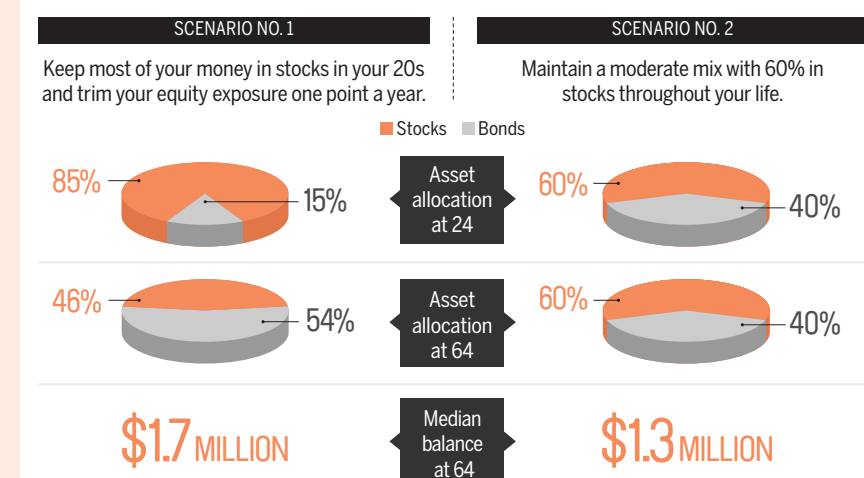 SCENARIO NO. 1
Keep most of your money in stocks in your 20s
and trim your equity exposure one point a year.
SCENARIO NO. 2
Maintain a moderate mix with 60% in
stocks throughout your life.
Stocks Bonds
85%
15%
Asset
allocation
at 24
60%
40%
46%
54%
Asset
allocation
at 64
60%
40%
$1.7 MILLION
Median
balance
at 64
$1.3 MILLION